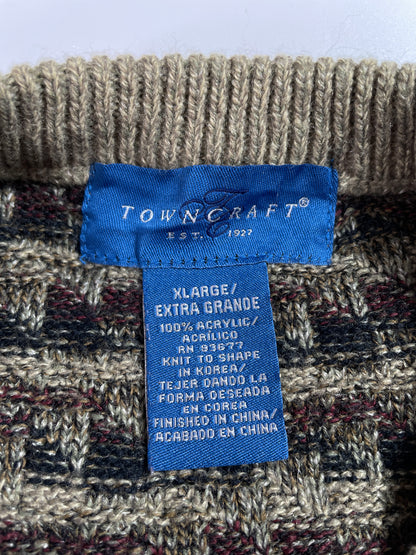 TOWNCRAFT®
EST. 1927
XLARGE/
EXTRA GRANDE
100% ACRYLIC/
ACRILICO
RN 93677
KNIT TO SHAPE
IN KOREA/
TEJER DANDO LA
FORMA DESEADA
EN COREA
FINISHED IN CHINA/
ACABADO EN CHINA